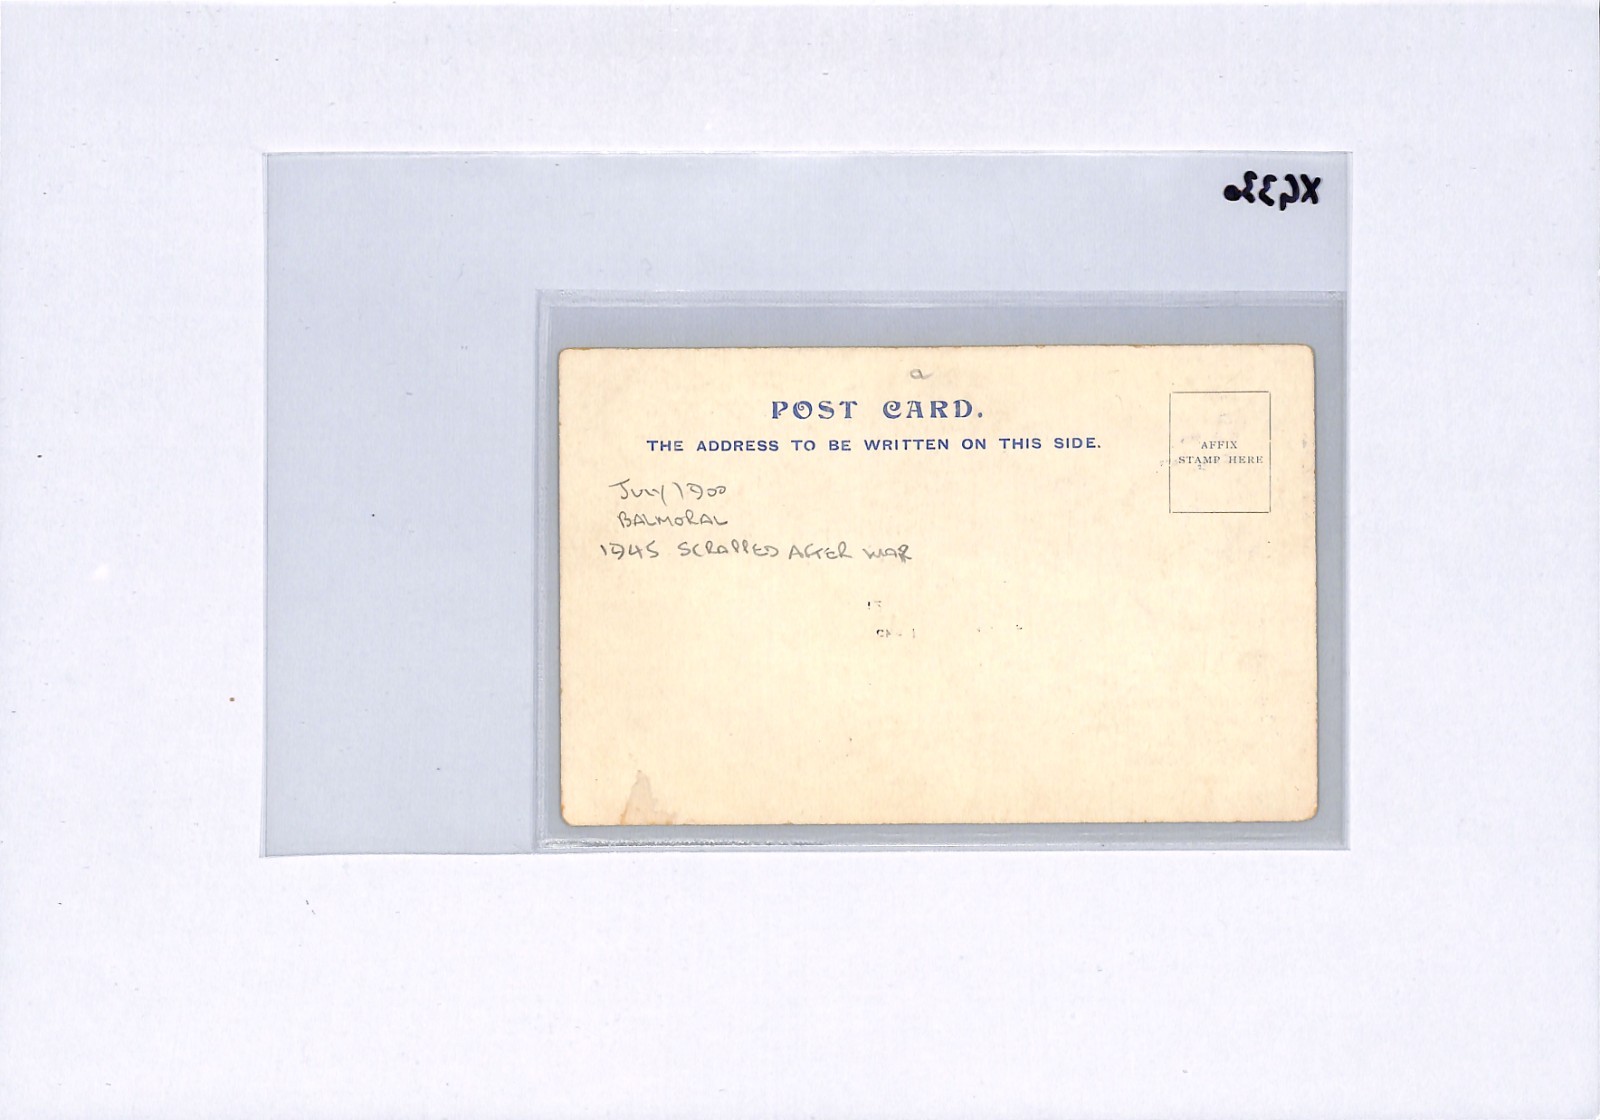 XG33a
a
POST CARD.
THE ADDRESS TO BE WRITTEN ON THIS SIDE.
AFFIX
STAMP HERE
JULY 1900
BALMORAL
1945 SCRAPPED AFTER WAR